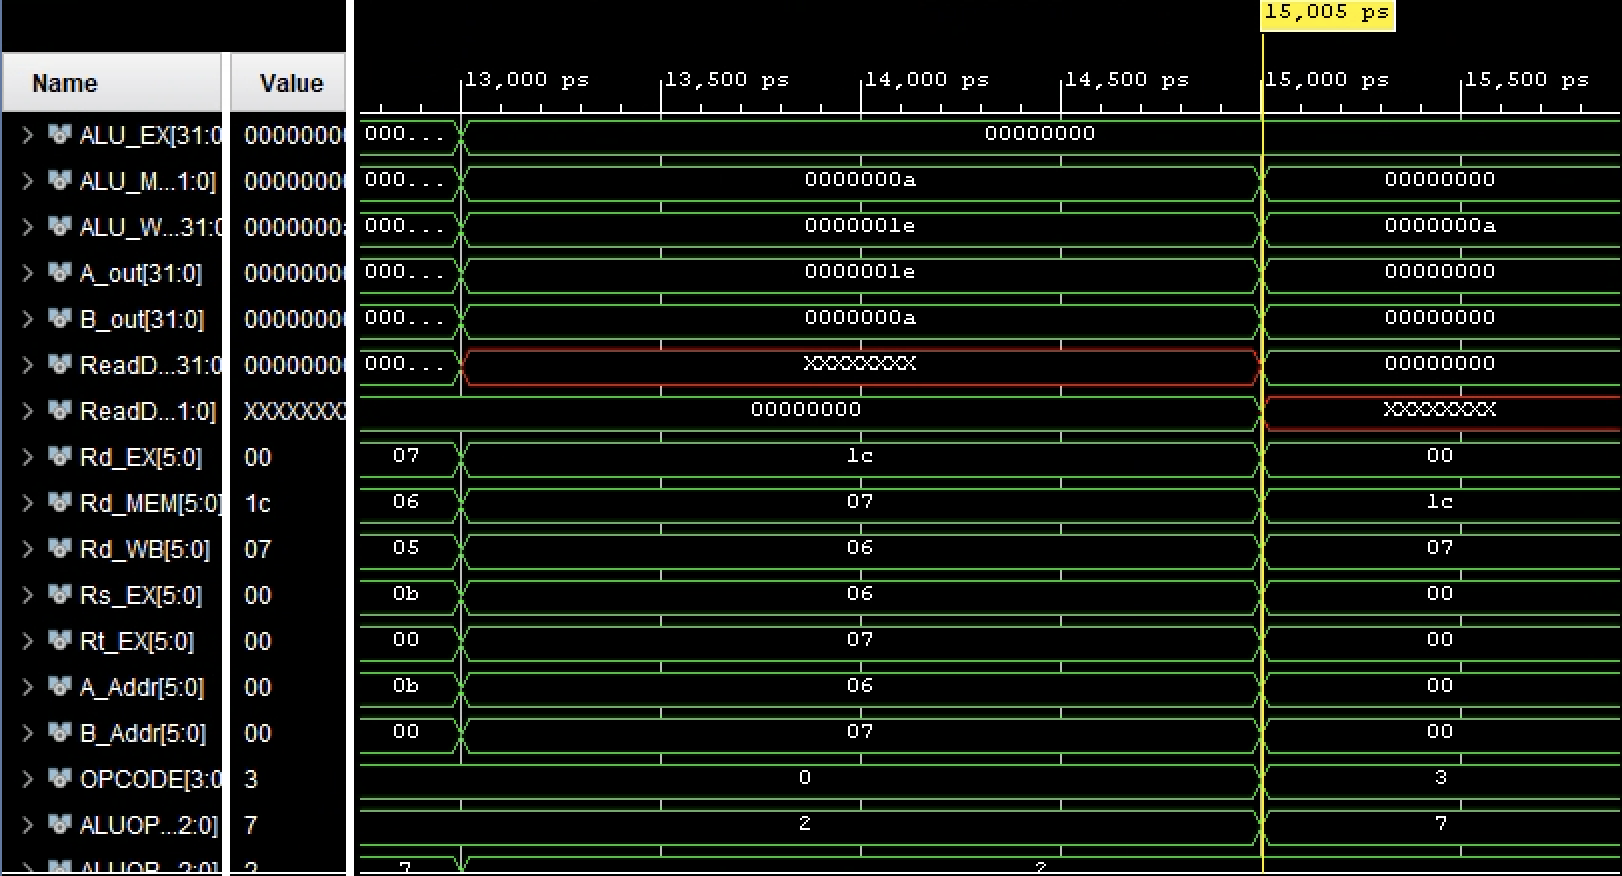 15,005 ps
Name Value 13,000 ps 13,500 ps 14,000 ps 14,500 ps 15,000 ps 15,500 ps
ALU_EX[31:0 00000000 000... 00000000
ALU_M...1:0] 00000000 000... 0000000a 00000000
ALU_W...31:0 0000000 000... 0000001e 0000000a
A_out[31:0] 00000000 000... 0000001e 00000000
B_out[31:0] 00000000 000... 0000000a 00000000
ReadD...31:0 00000000 000... XXXXXXXX 00000000
ReadD...1:0] XXXXXXXX 00000000 XXXXXXXX
Rd_EX[5:0] 00 07 1c 00
Rd_MEM[5:0] 1c 06 07 1c
Rd_WB[5:0] 07 05 06 07
Rs_EX[5:0] 00 0b 06 00
Rt_EX[5:0] 00 00 07 00
A_Addr[5:0] 00 0b 06 00
B_Addr[5:0] 00 00 07 00
OPCODE[3:0 3 0 3
ALUOP...2:0] 7 2 7
ALUOP...2:0] 2 7 2